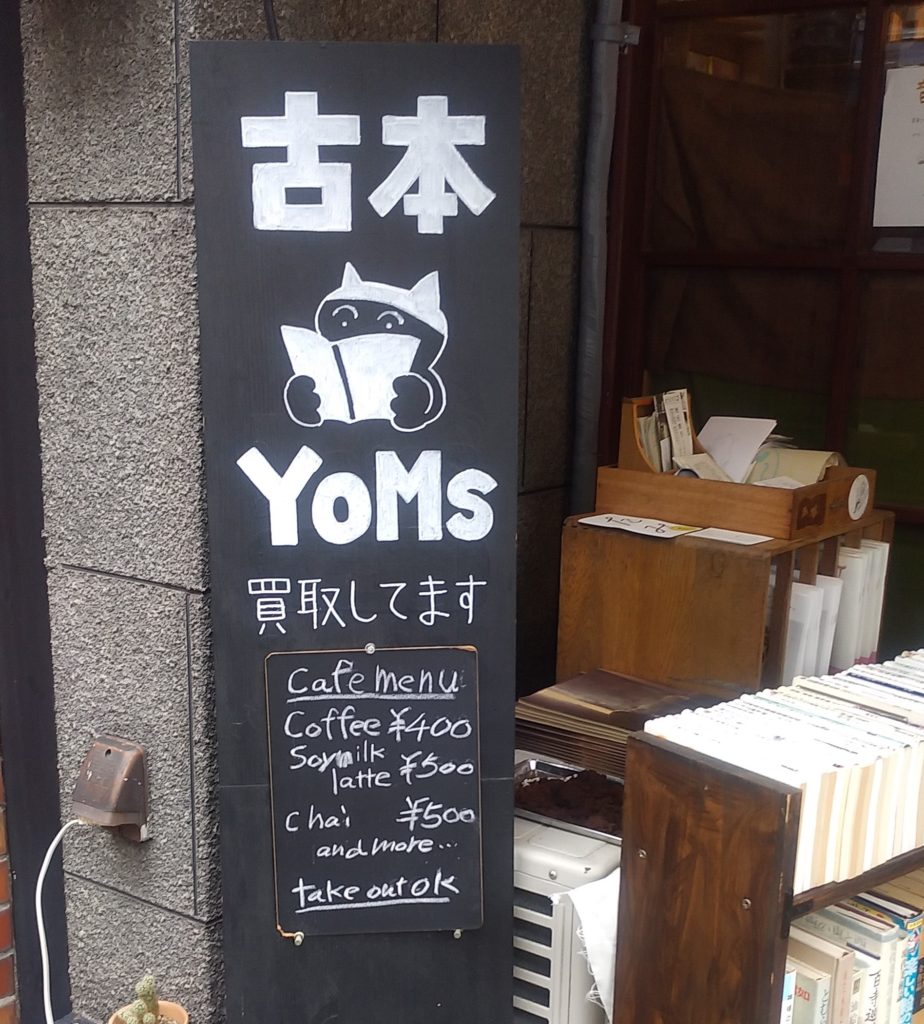 古本
YoMs
買取してます
Cafe menu
Coffee ¥400
Soymilk
latte ¥500
chai ¥500
and more...
take out ok